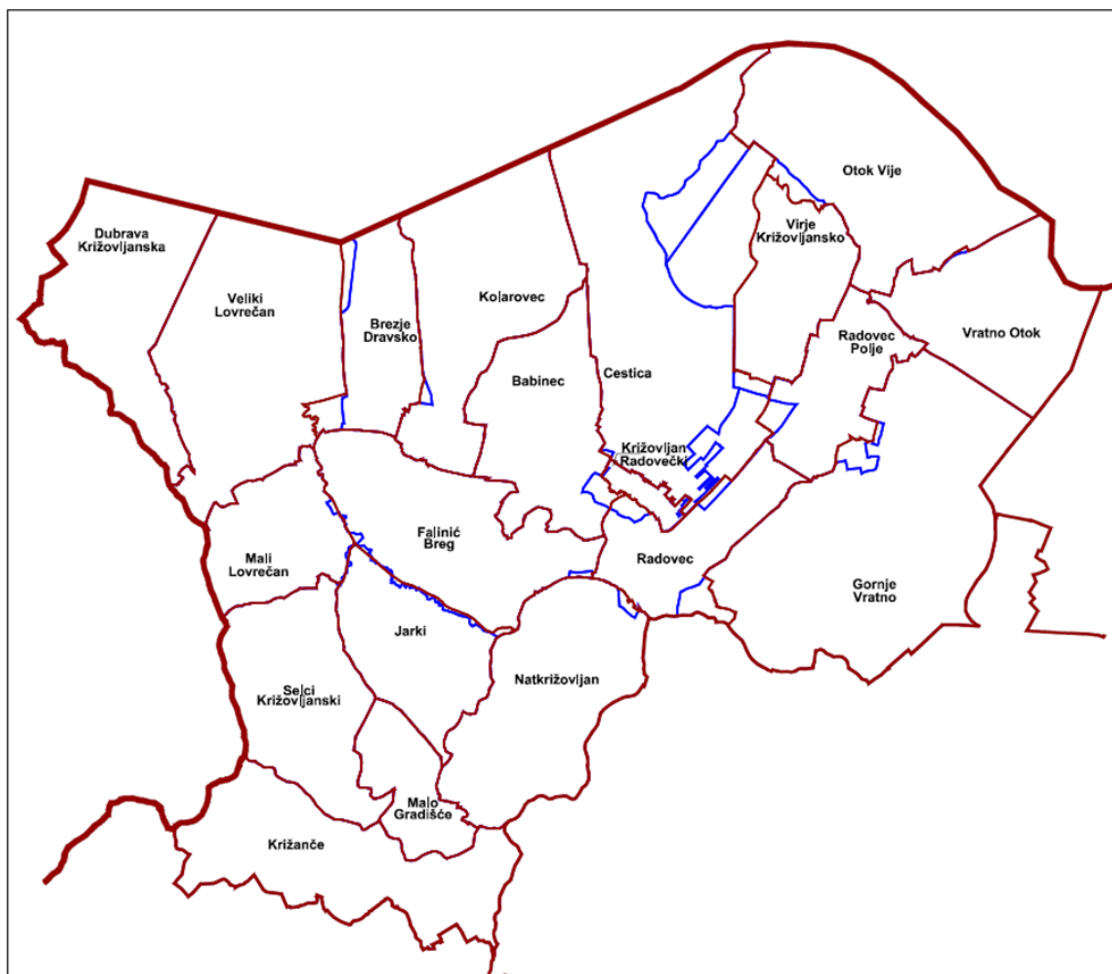 Dubrava
Križovljanska
Veliki
Lovrečan
Brezje
Dravsko
Kolarovec
Babinec
Cestica
Otok Vije
Virje
Križovljansko
Radovec
Polje
Vratno Otok
Križovljan
Radovečki
Mali
Lovrečan
Falinić
Breg
Radovec
Gornje
Vratno
Jarki
Selci
Križovljanski
Natkrižovljan
Malo
Gradišće
Križanče